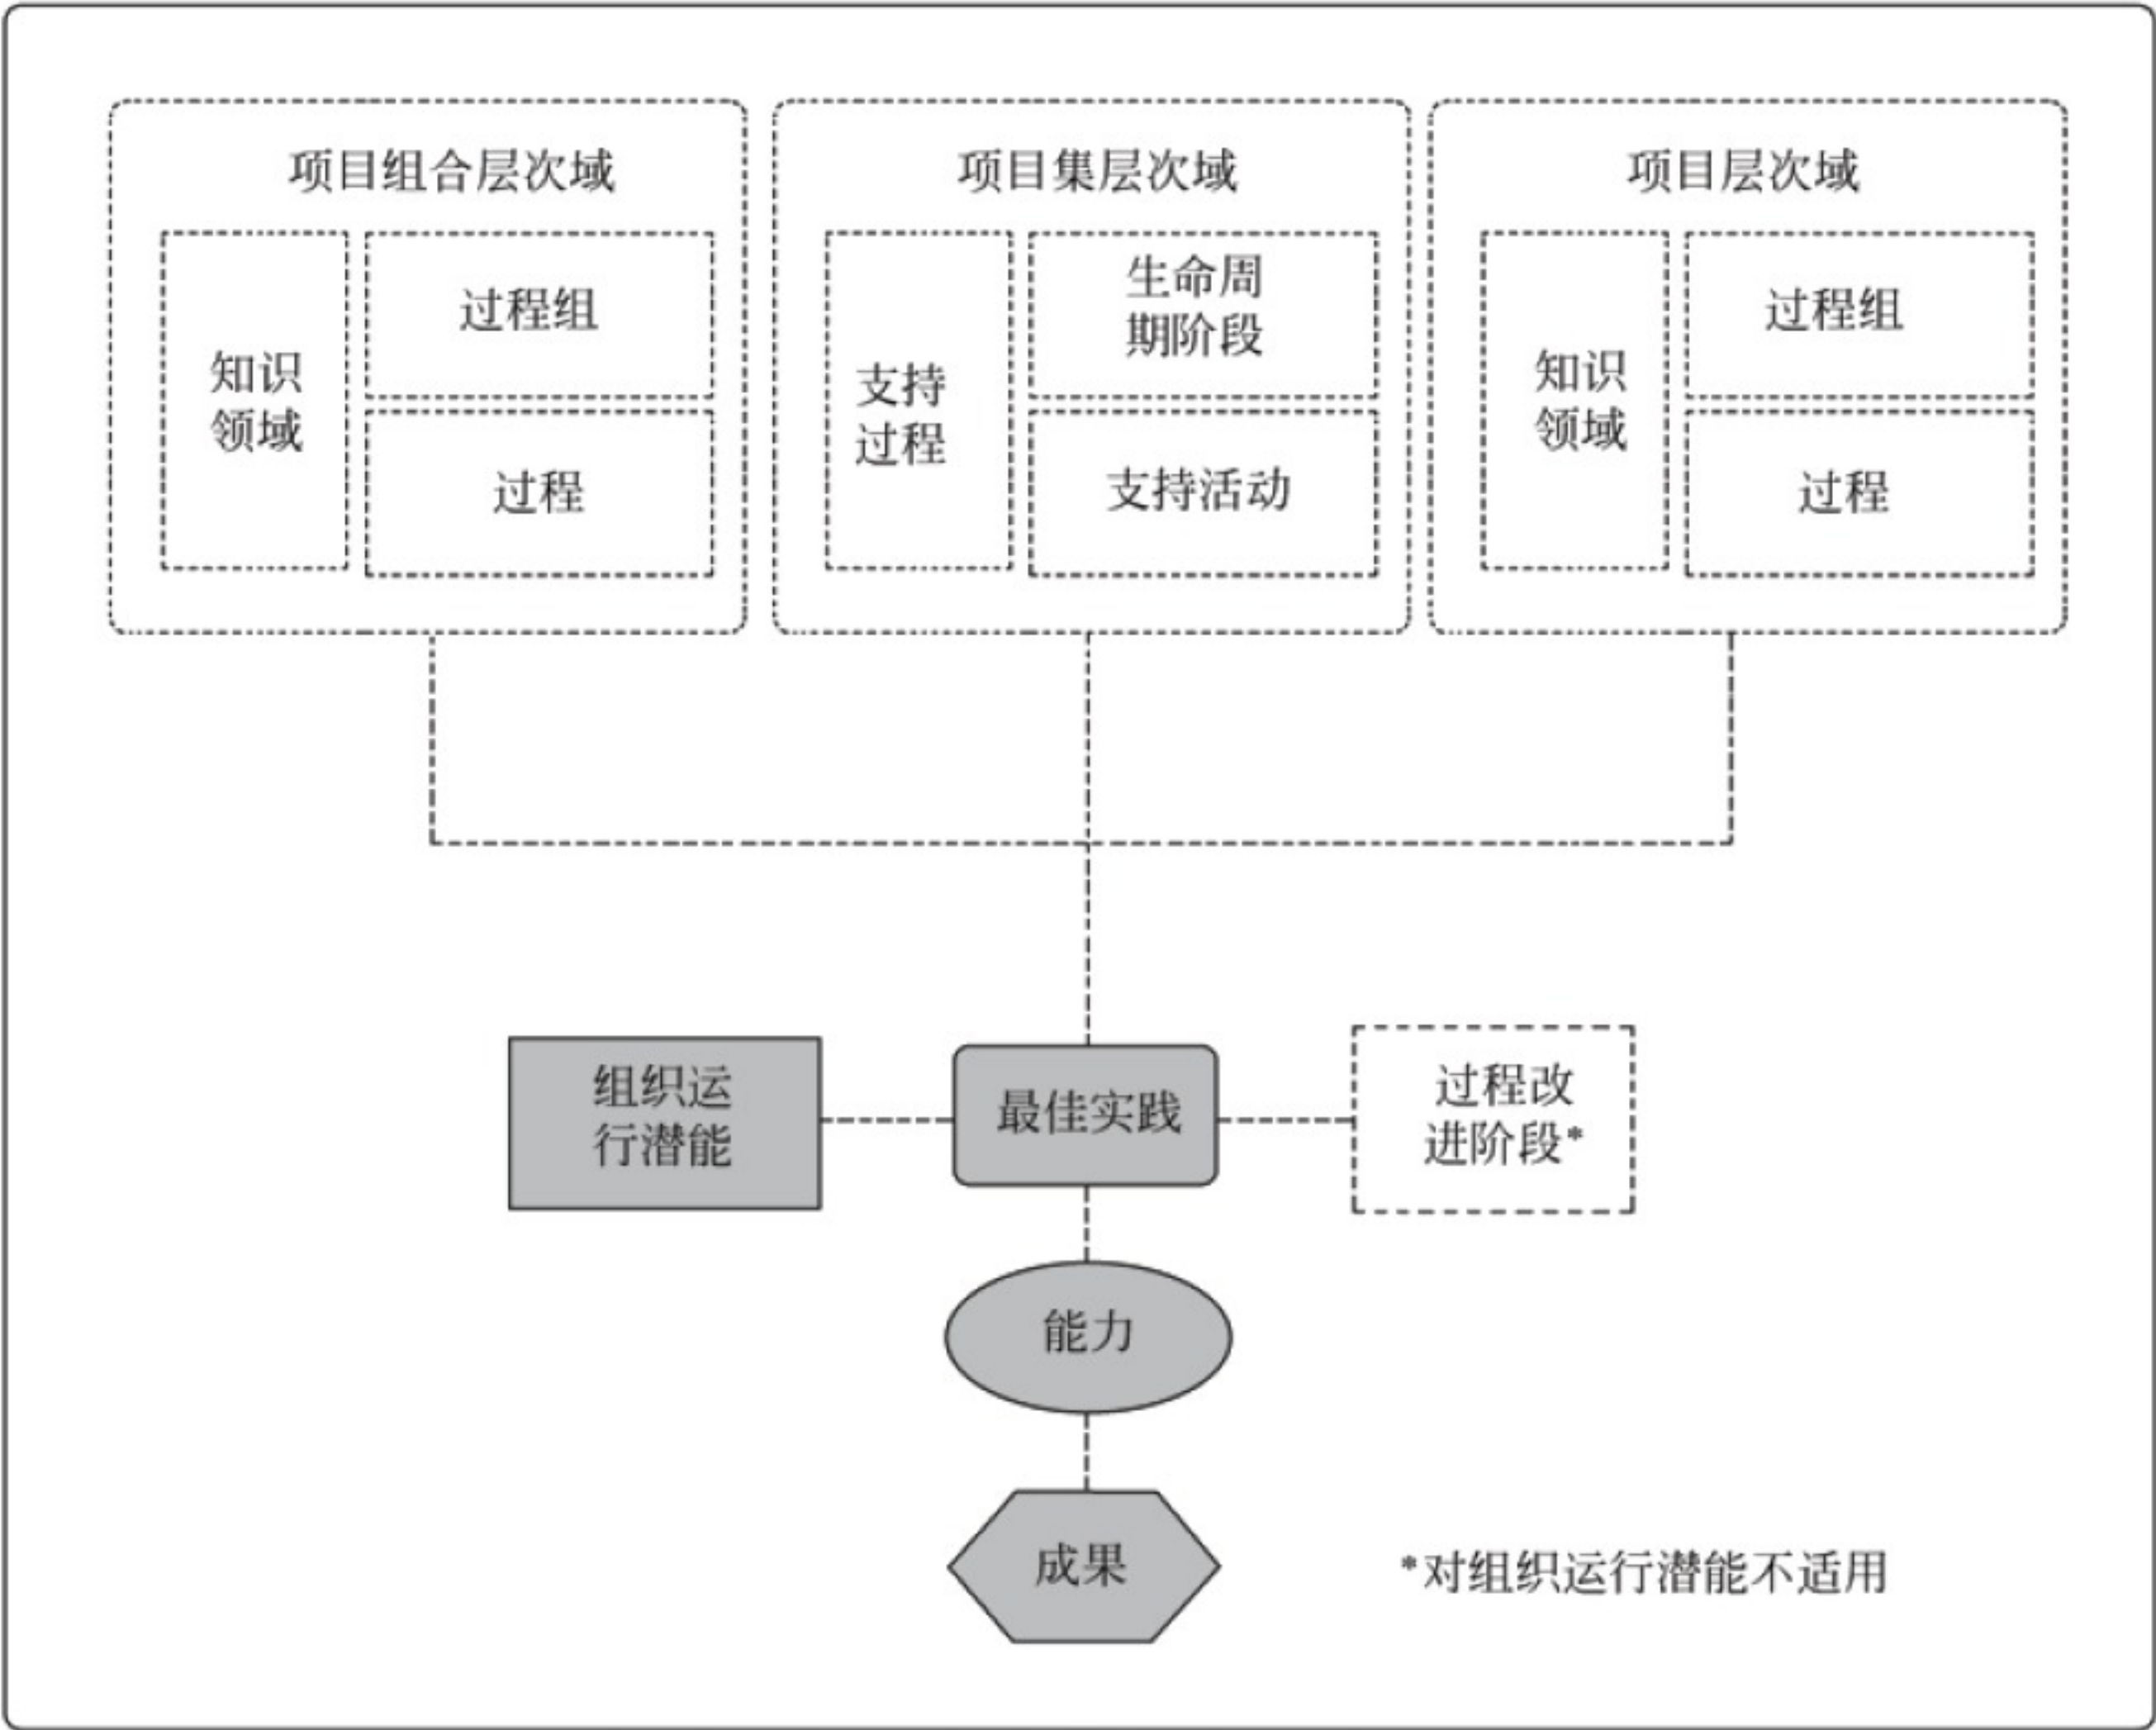 项目组合层次域
知识
领域
过程组
过程
项目集层次域
支持
过程
生命周
期阶段
支持活动
项目层次域
知识
领域
过程组
过程
组织运
行潜能
最佳实践
过程改
进阶段*
能力
成果
*对组织运行潜能不适用